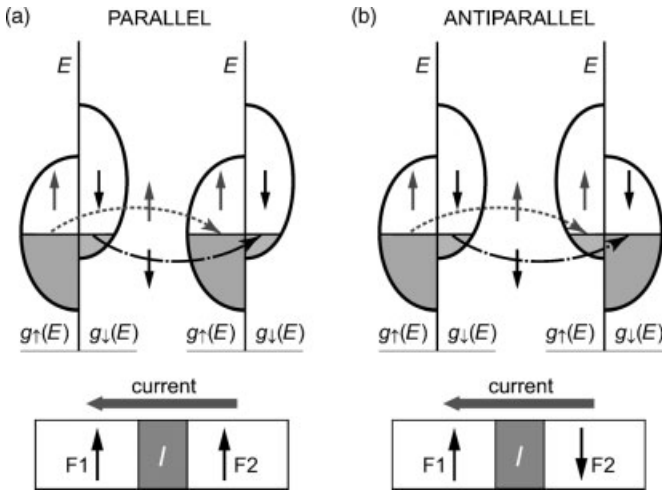 (a) PARALLEL
(b) ANTIPARALLEL
E E E E
g↑(E) g↓(E) g↑(E) g↓(E) g↑(E) g↓(E) g↑(E) g↓(E)
current current
F1 I F2 F1 I F2